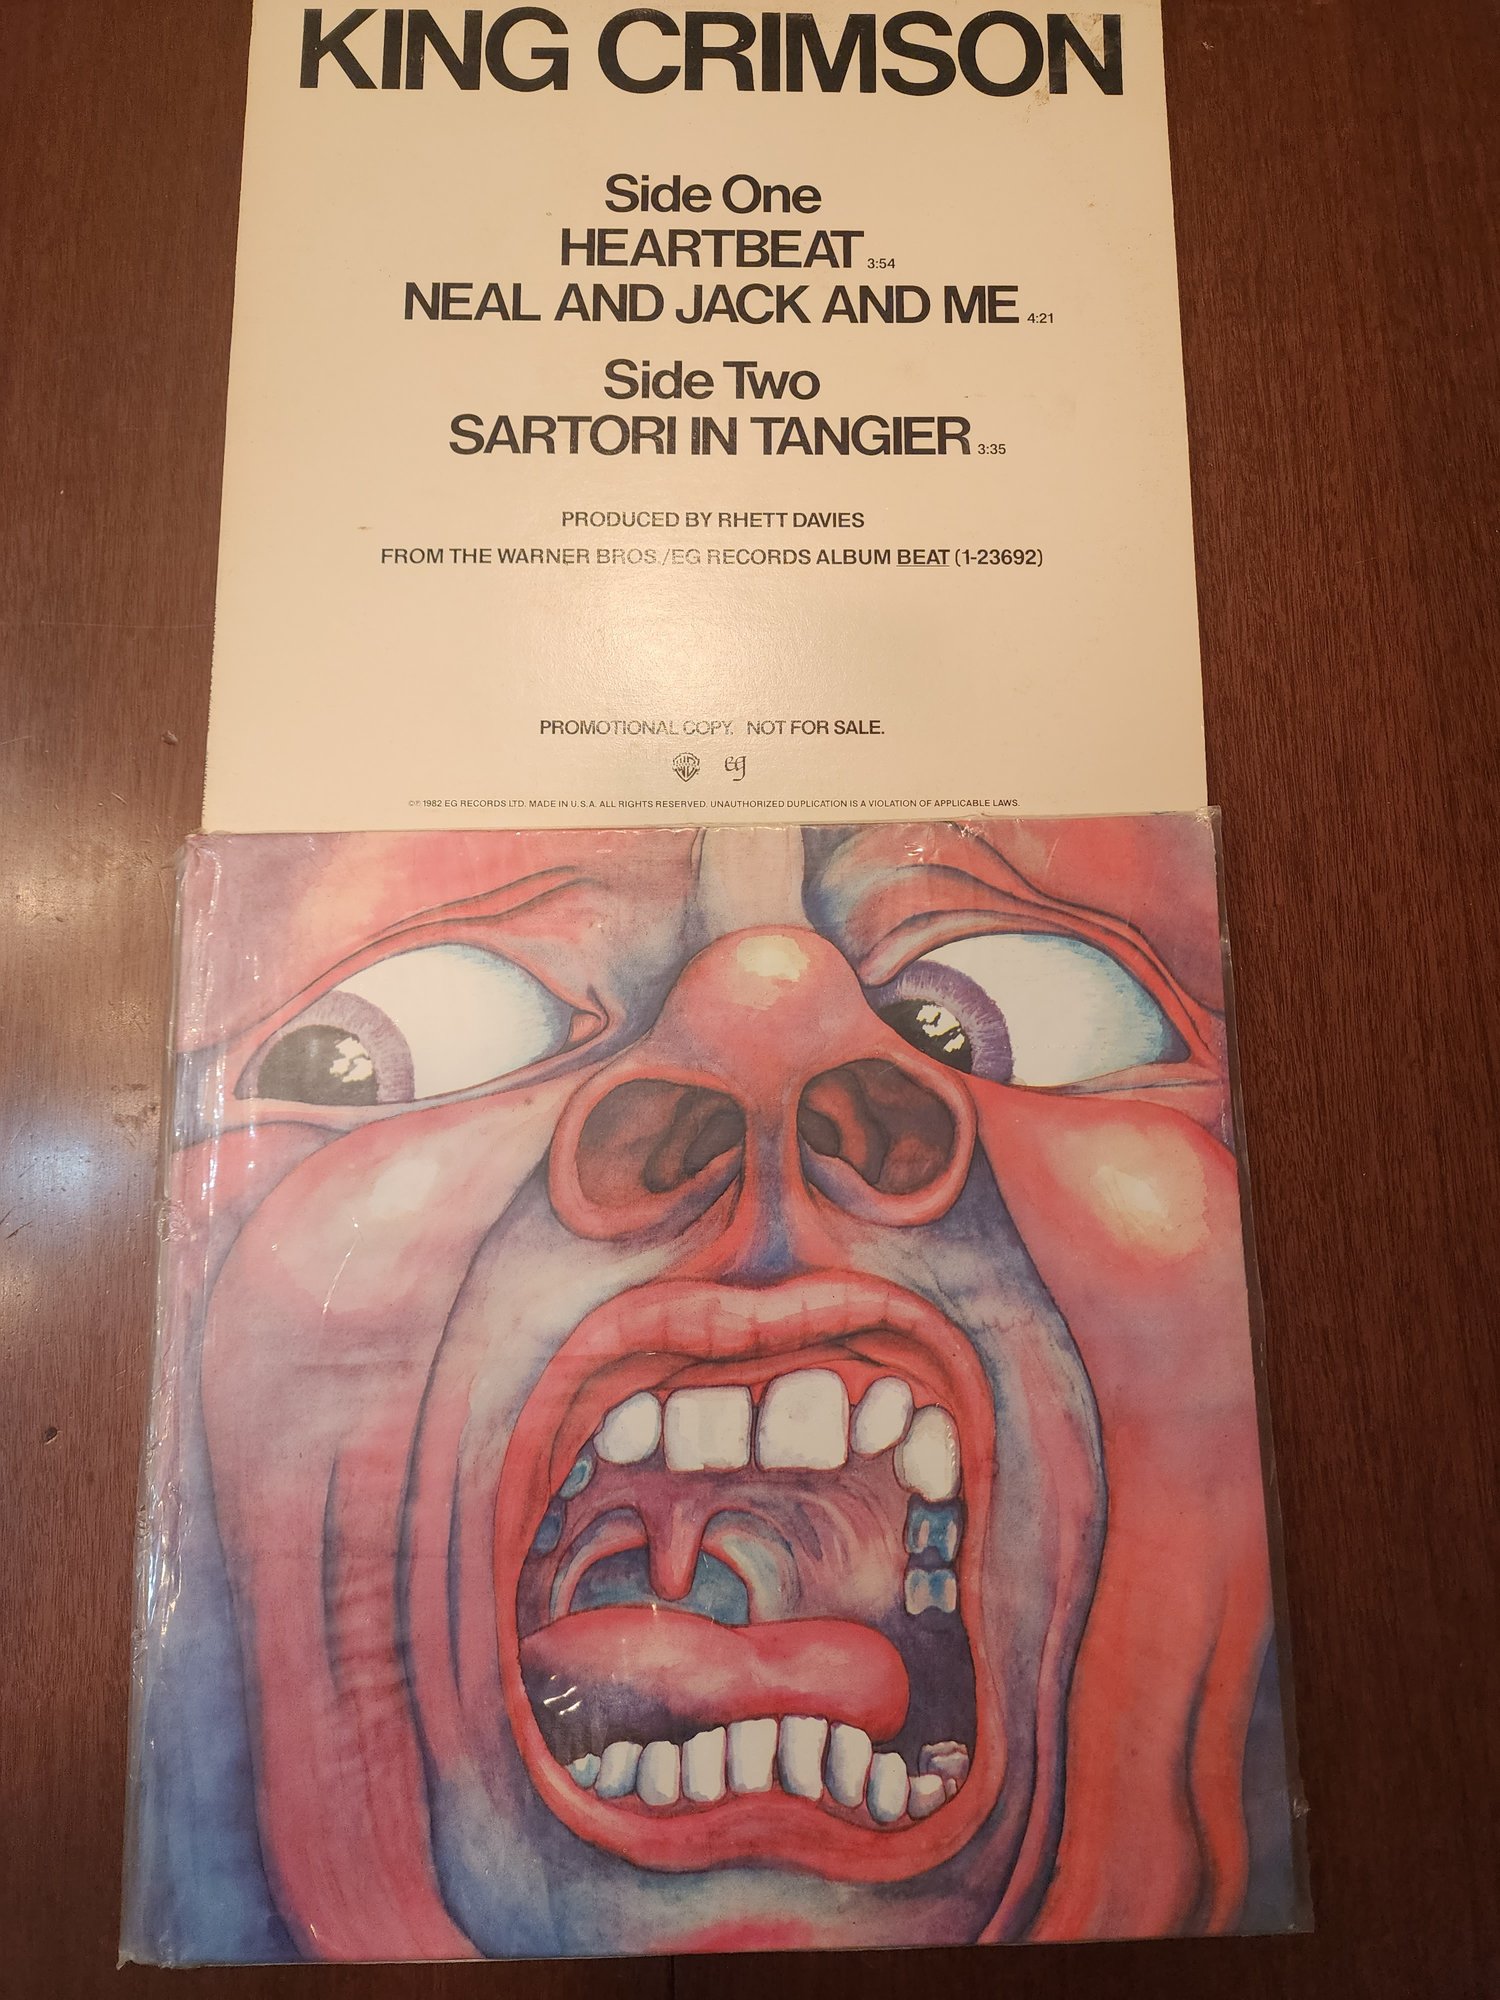 KING CRIMSON
Side One
HEARTBEAT 3:54
NEAL AND JACK AND ME 4:21
Side Two
SARTORI IN TANGIER 3:35
PRODUCED BY RHETT DAVIES
FROM THE WARNER BROS./EG RECORDS ALBUM BEAT (1-23692)
PROMOTIONAL COPY. NOT FOR SALE.
eg
©℗ 1982 EG RECORDS LTD. MADE IN U.S.A. ALL RIGHTS RESERVED. UNAUTHORIZED DUPLICATION IS A VIOLATION OF APPLICABLE LAWS.